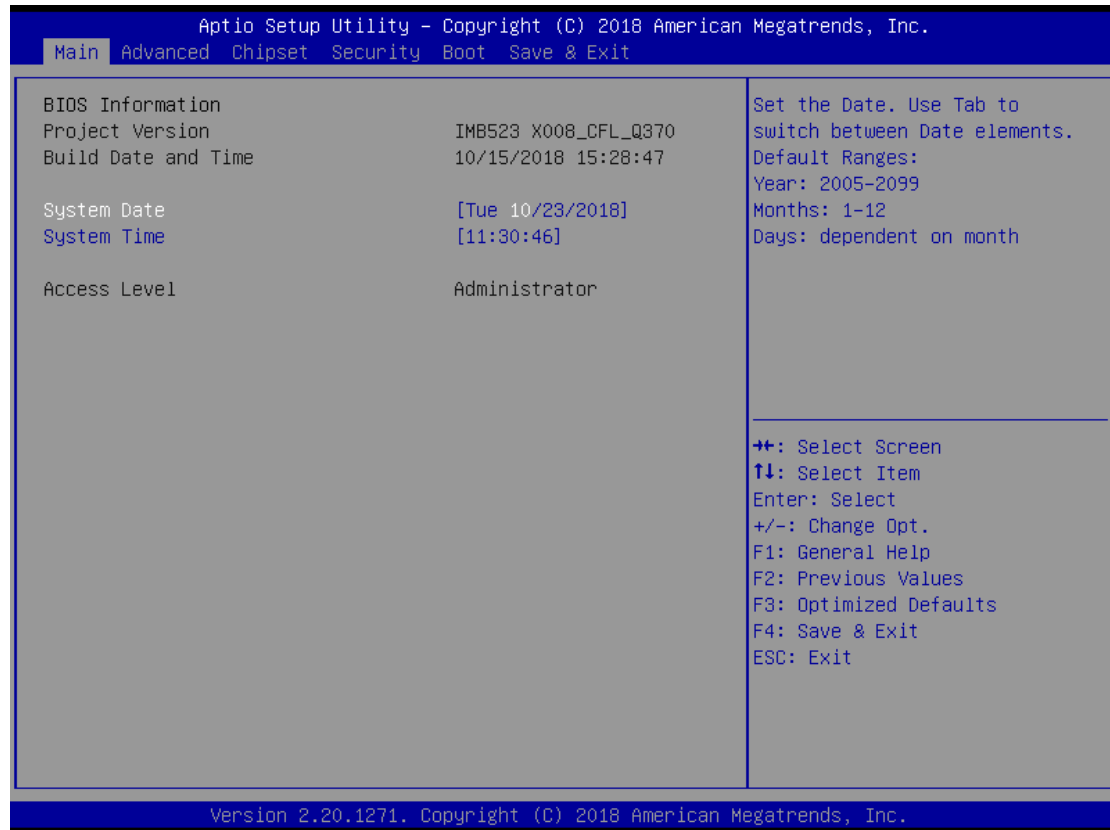 Aptio Setup Utility – Copyright (C) 2018 American Megatrends, Inc.
Main Advanced Chipset Security Boot Save & Exit
BIOS Information
Project Version IMB523 X008_CFL_Q370
Build Date and Time 10/15/2018 15:28:47
System Date [Tue 10/23/2018]
System Time [11:30:46]
Access Level Administrator
Set the Date. Use Tab to
switch between Date elements.
Default Ranges:
Year: 2005-2099
Months: 1-12
Days: dependent on month
→←: Select Screen
↑↓: Select Item
Enter: Select
+/-: Change Opt.
F1: General Help
F2: Previous Values
F3: Optimized Defaults
F4: Save & Exit
ESC: Exit
Version 2.20.1271. Copyright (C) 2018 American Megatrends, Inc.